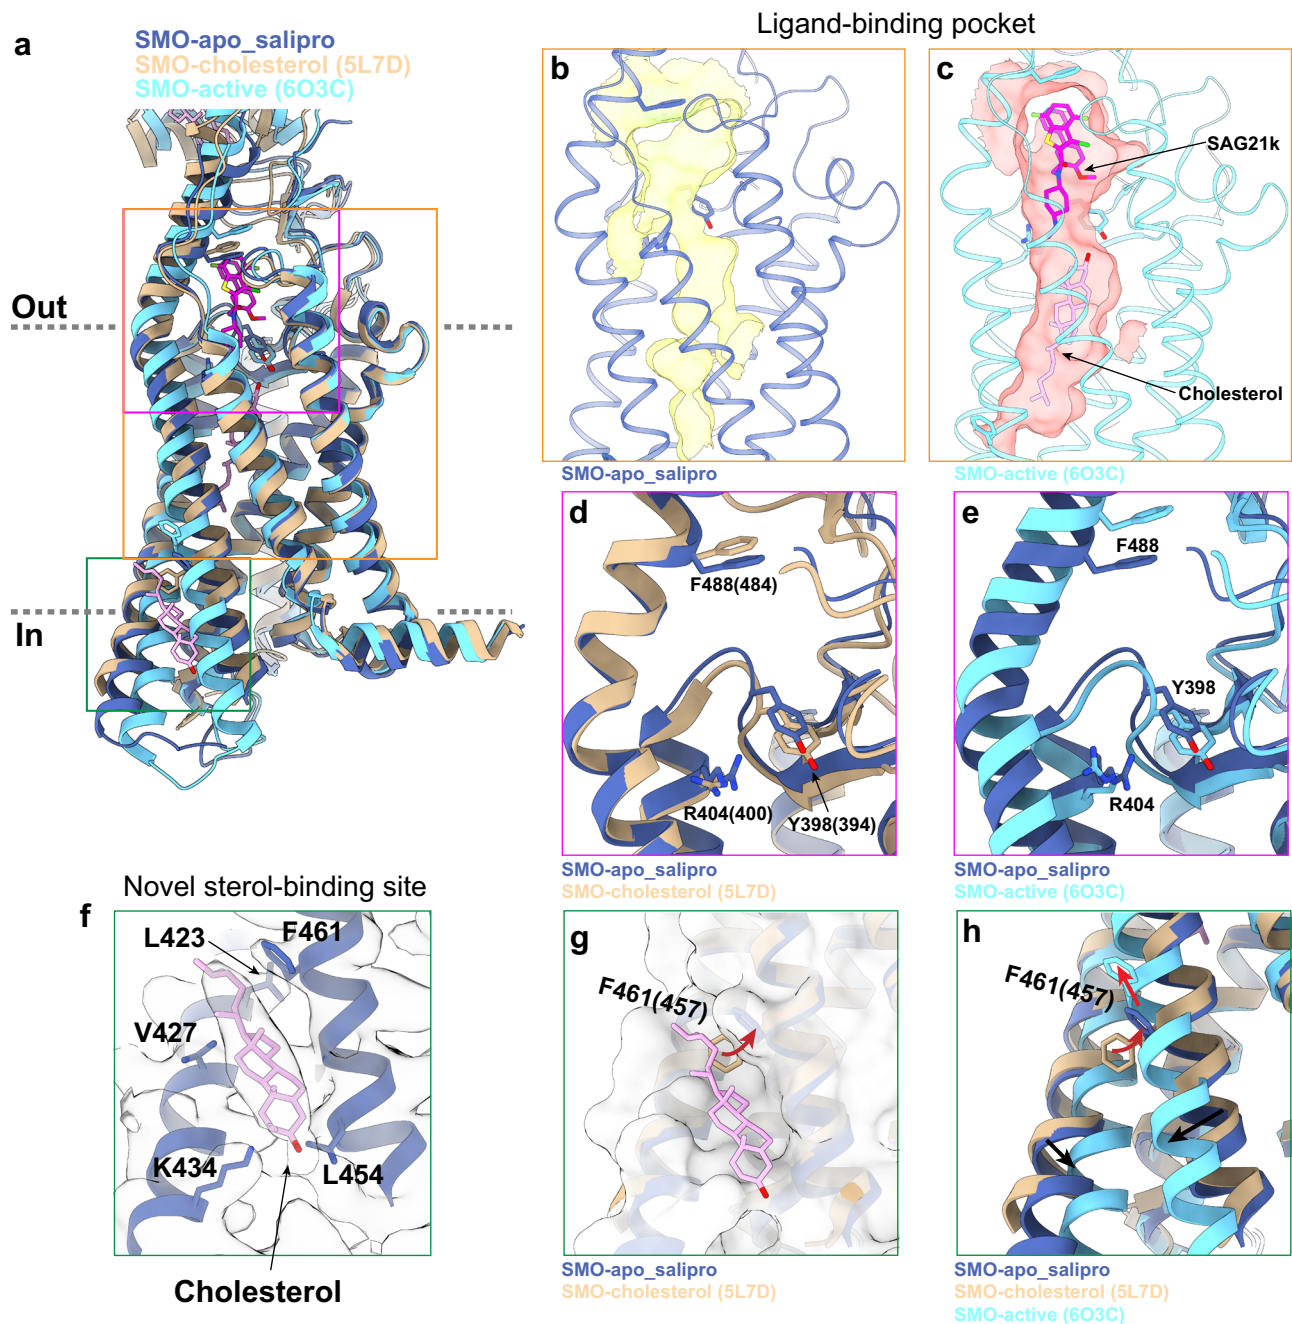 Ligand-binding pocket
a
SMO-apo_salipro
SMO-cholesterol (5L7D)
SMO-active (6O3C)
Out
In
b
SMO-apo_salipro
c
SAG21k
Cholesterol
SMO-active (6O3C)
d
F488(484)
R404(400)
Y398(394)
SMO-apo_salipro
SMO-cholesterol (5L7D)
e
F488
Y398
R404
SMO-apo_salipro
SMO-active (6O3C)
Novel sterol-binding site
f
L423
F461
V427
K434
L454
Cholesterol
g
F461(457)
SMO-apo_salipro
SMO-cholesterol (5L7D)
h
F461(457)
SMO-apo_salipro
SMO-cholesterol (5L7D)
SMO-active (6O3C)